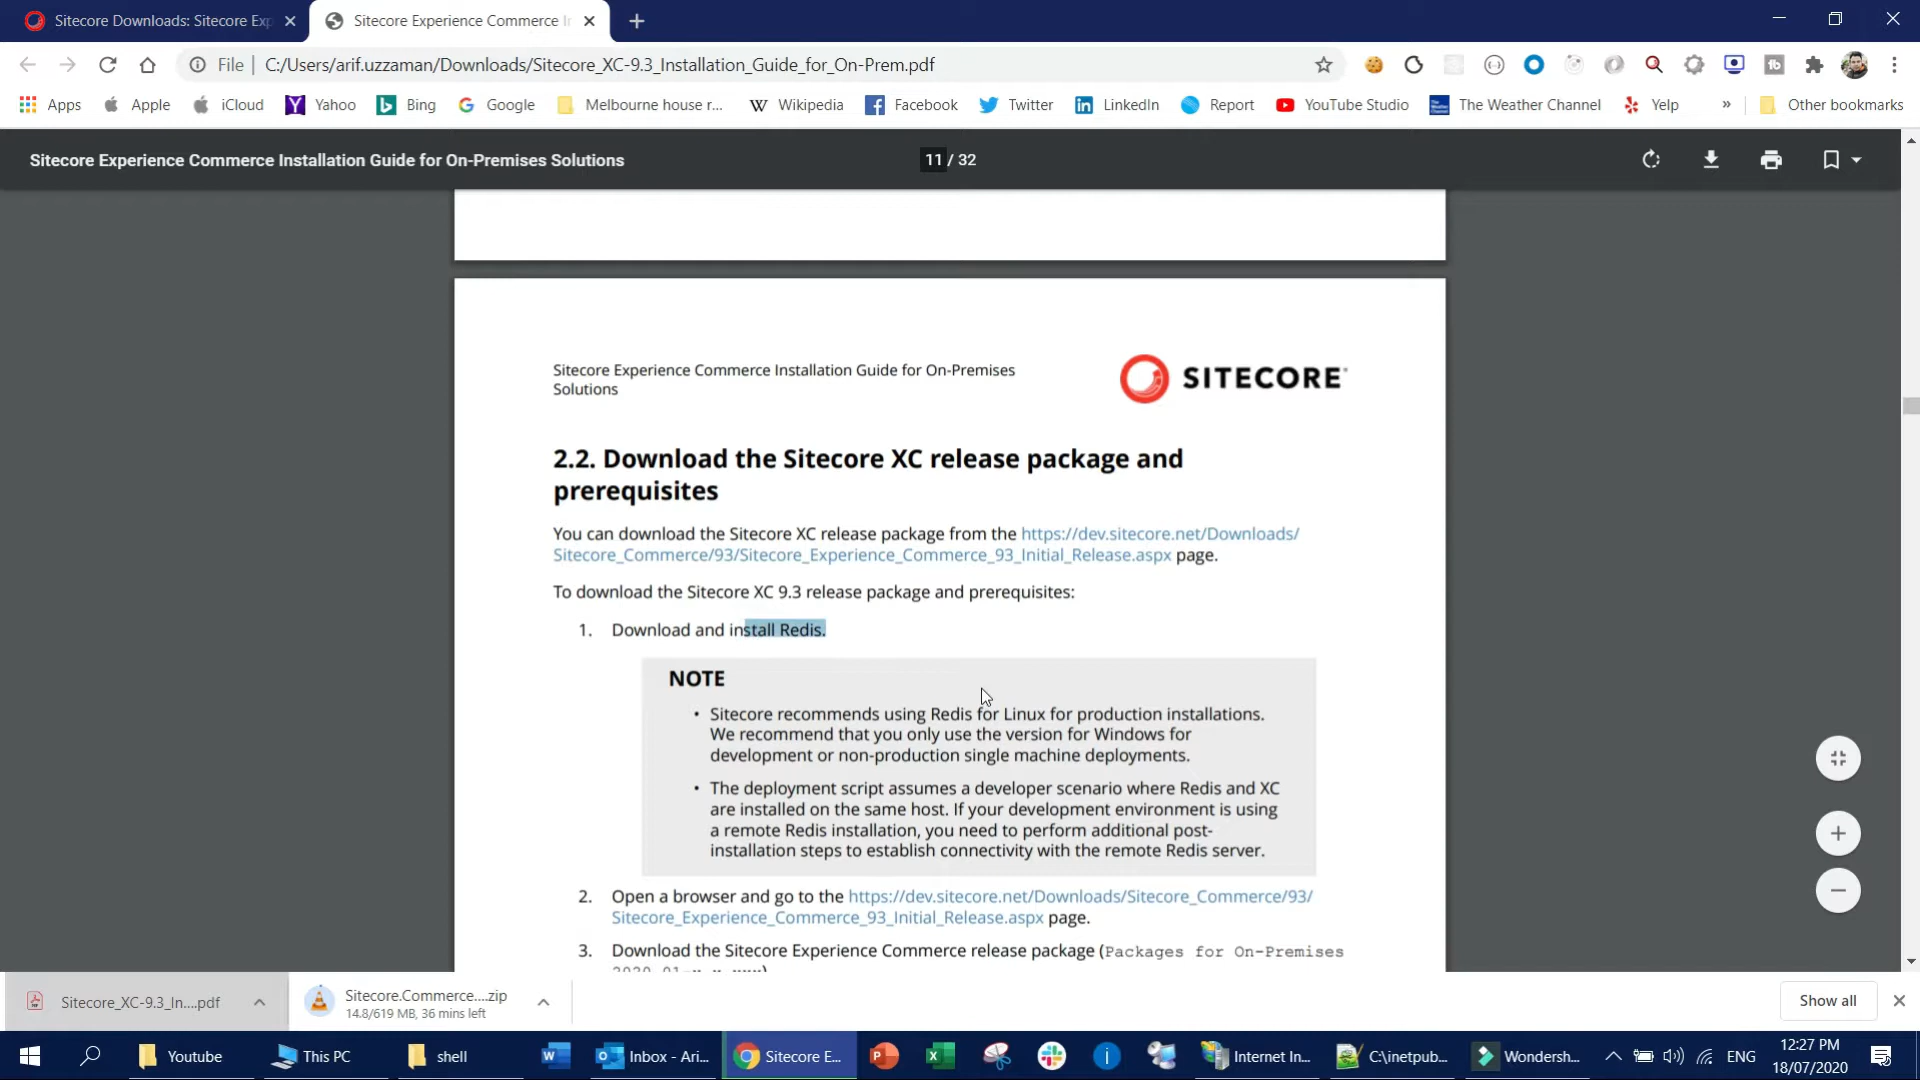 Sitecore Downloads: Sitecore Exp
Sitecore Experience Commerce In
File | C:/Users/arif.uzzaman/Downloads/Sitecore_XC-9.3_Installation_Guide_for_On-Prem.pdf
Apps Apple iCloud Yahoo Bing Google Melbourne house r... Wikipedia Facebook Twitter LinkedIn Report YouTube Studio The Weather Channel Yelp » Other bookmarks
Sitecore Experience Commerce Installation Guide for On-Premises Solutions
11 / 32
Sitecore Experience Commerce Installation Guide for On-Premises
Solutions
SITECORE
2.2. Download the Sitecore XC release package and
prerequisites
You can download the Sitecore XC release package from the https://dev.sitecore.net/Downloads/
Sitecore_Commerce/93/Sitecore_Experience_Commerce_93_Initial_Release.aspx page.
To download the Sitecore XC 9.3 release package and prerequisites:
1. Download and install Redis.
NOTE
• Sitecore recommends using Redis for Linux for production installations.
We recommend that you only use the version for Windows for
development or non-production single machine deployments.
• The deployment script assumes a developer scenario where Redis and XC
are installed on the same host. If your development environment is using
a remote Redis installation, you need to perform additional post-
installation steps to establish connectivity with the remote Redis server.
2. Open a browser and go to the https://dev.sitecore.net/Downloads/Sitecore_Commerce/93/
Sitecore_Experience_Commerce_93_Initial_Release.aspx page.
3. Download the Sitecore Experience Commerce release package (Packages for On-Premises
Sitecore_XC-9.3_In....pdf
Sitecore.Commerce....zip
14.8/619 MB, 36 mins left
Show all
Youtube This PC shell Inbox - Ari... Sitecore E... Internet In... C:\inetpub... Wondersh... ENG
12:27 PM
18/07/2020